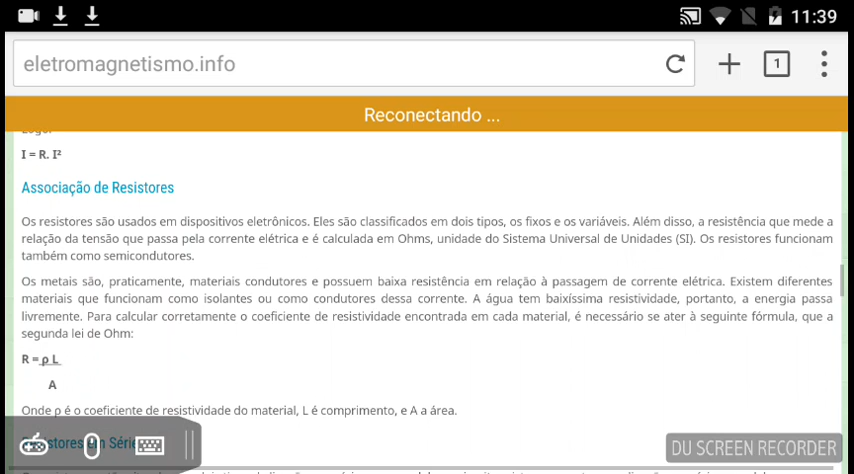 11:39
eletromagnetismo.info
1
Reconectando ...
Logo:
I = R. I²
Associação de Resistores
Os resistores são usados em dispositivos eletrônicos. Eles são classificados em dois tipos, os fixos e os variáveis. Além disso, a resistência que mede a
relação da tensão que passa pela corrente elétrica e é calculada em Ohms, unidade do Sistema Universal de Unidades (SI). Os resistores funcionam
também como semicondutores.
Os metais são, praticamente, materiais condutores e possuem baixa resistência em relação à passagem de corrente elétrica. Existem diferentes
materiais que funcionam como isolantes ou como condutores dessa corrente. A água tem baixíssima resistividade, portanto, a energia passa
livremente. Para calcular corretamente o coeficiente de resistividade encontrada em cada material, é necessário se ater à seguinte fórmula, que a
segunda lei de Ohm:
R = ρ L
A
Onde ρ é o coeficiente de resistividade do material, L é comprimento, e A a área.
Resistores em Série
DU SCREEN RECORDER